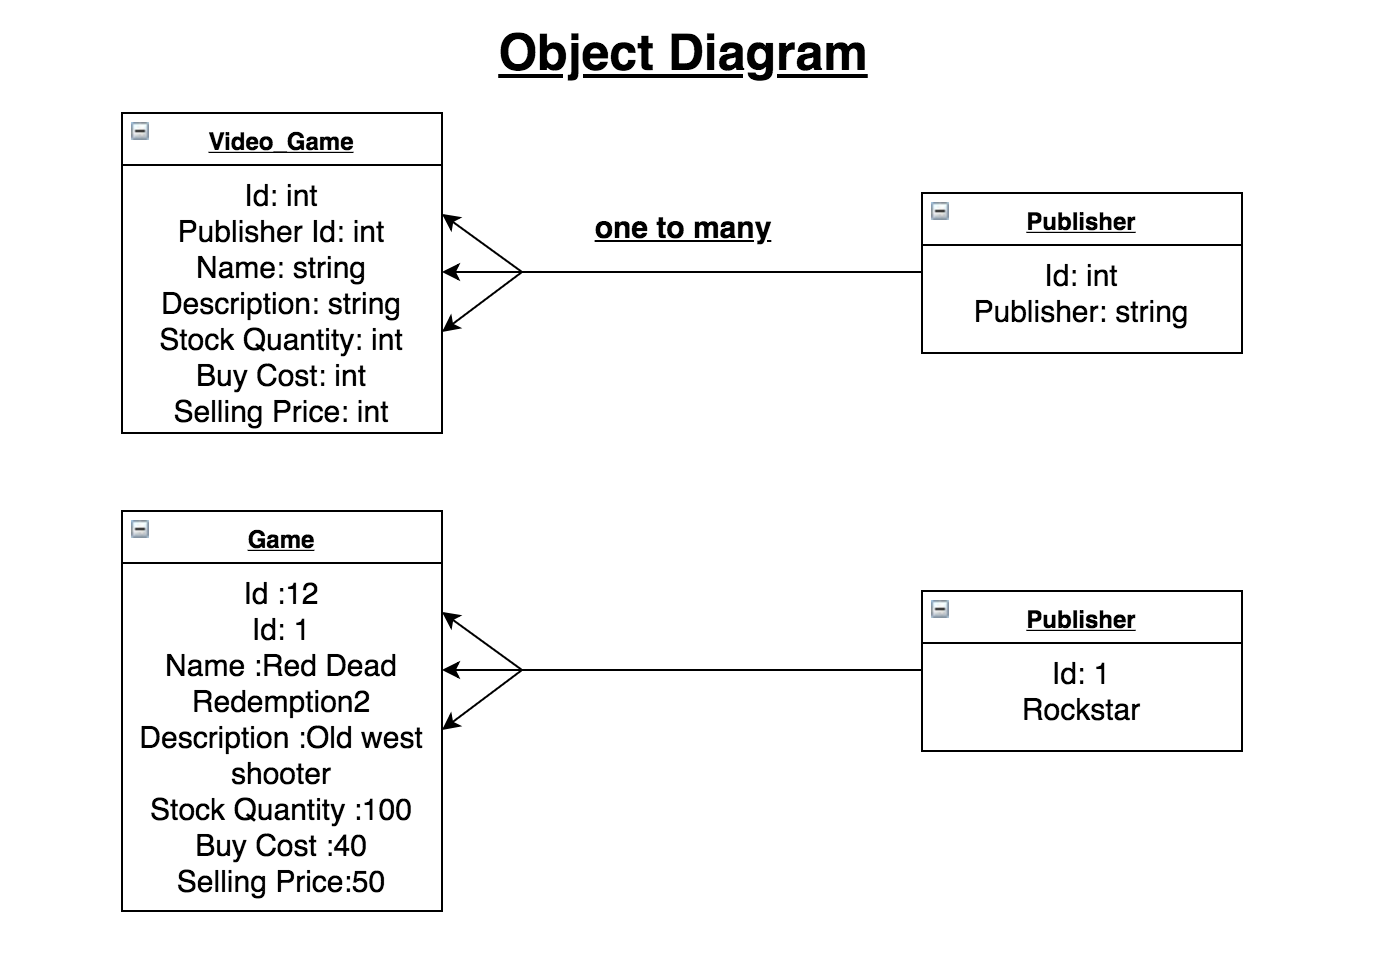 Object Diagram
Video_Game
Id: int
Publisher Id: int
Name: string
Description: string
Stock Quantity: int
Buy Cost: int
Selling Price: int
one to many
Publisher
Id: int
Publisher: string
Game
Id :12
Id: 1
Name :Red Dead
Redemption2
Description :Old west
shooter
Stock Quantity :100
Buy Cost :40
Selling Price:50
Publisher
Id: 1
Rockstar